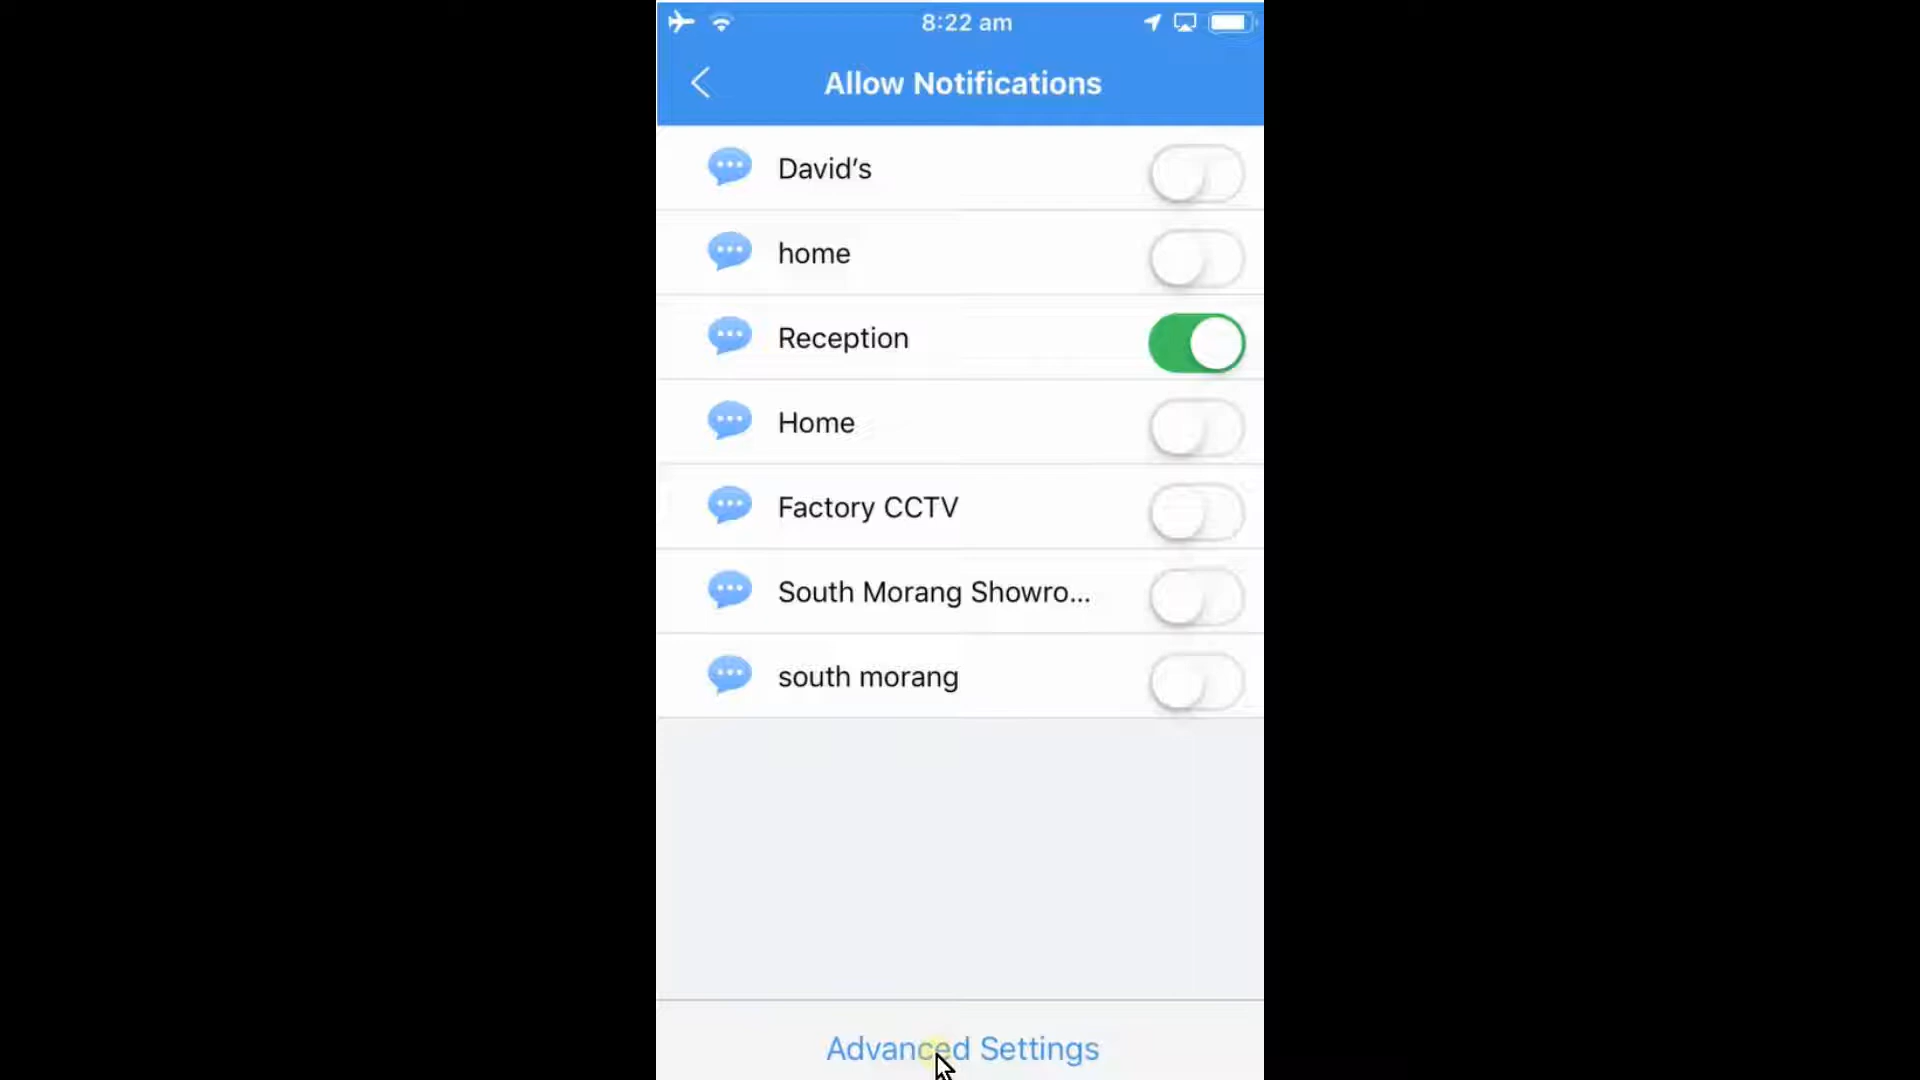 8:22 am
Allow Notifications
David’s
home
Reception
Home
Factory CCTV
South Morang Showro...
south morang
Advanced Settings